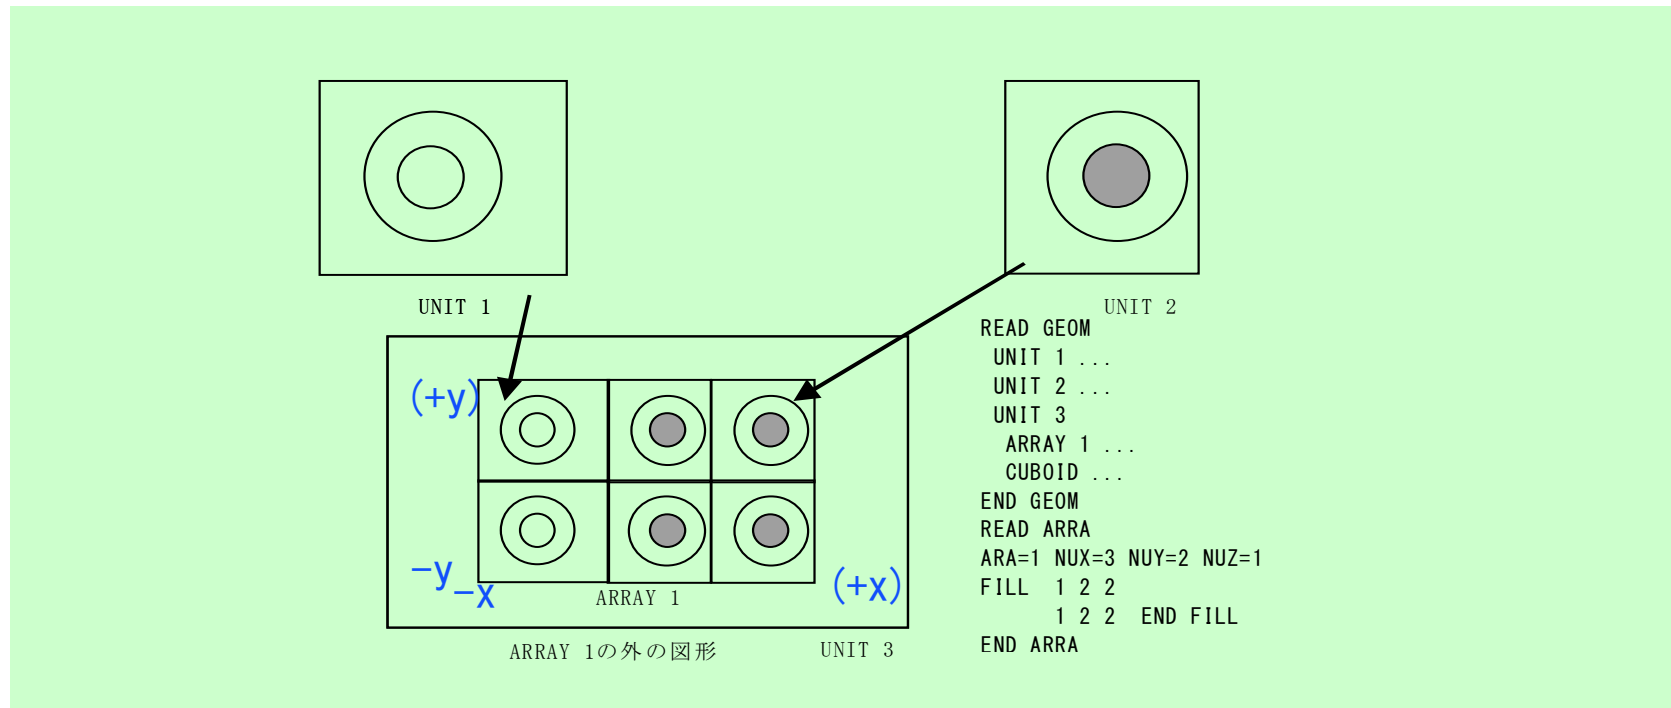 UNIT 1
UNIT 2
READ GEOM
UNIT 1 ...
UNIT 2 ...
UNIT 3
ARRAY 1 ...
CUBOID ...
END GEOM
READ ARRA
ARA=1 NUX=3 NUY=2 NUZ=1
FILL 1 2 2
1 2 2 END FILL
END ARRA
(+y)
-y
-x
(+x)
ARRAY 1
ARRAY 1の外の図形
UNIT 3